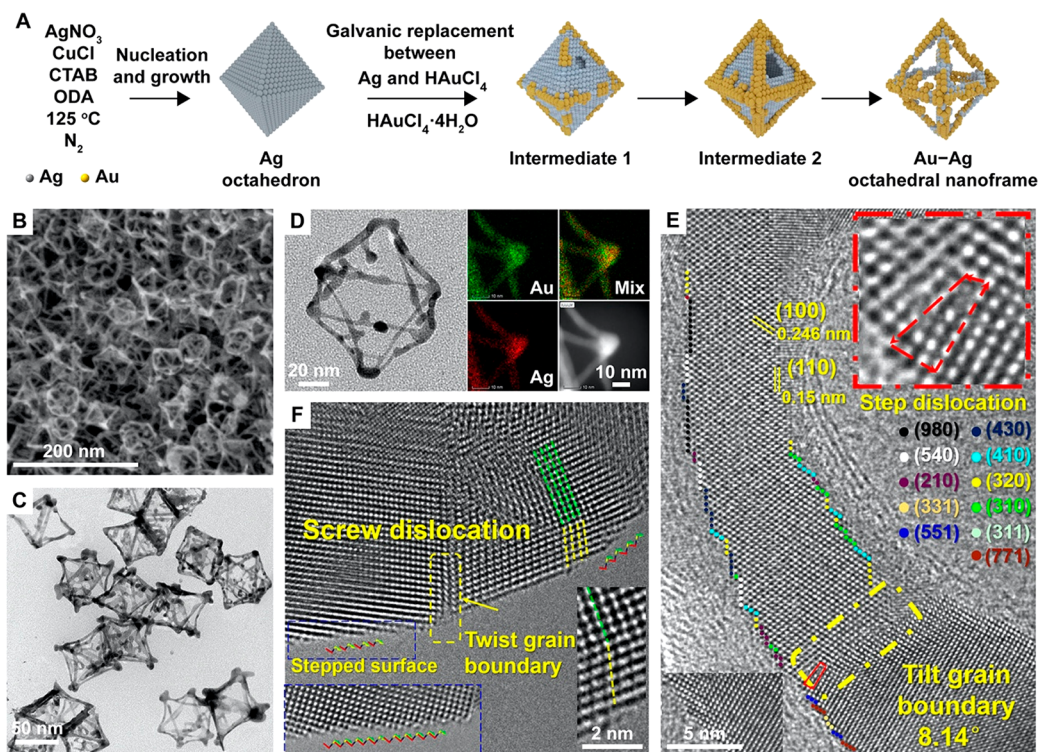 A
AgNO3
CuCl
CTAB
ODA
125 °C
N2
Nucleation
and growth
Galvanic replacement
between
Ag and HAuCl4
HAuCl4·4H2O
Ag
octahedron
Intermediate 1
Intermediate 2
Au–Ag
octahedral nanoframe
Ag
Au
B
200 nm
C
50 nm
D
20 nm
Au
Mix
Ag
10 nm
E
(100)
0.246 nm
(110)
0.15 nm
Step dislocation
(980)
(430)
(540)
(410)
(210)
(320)
(331)
(310)
(551)
(311)
(771)
Tilt grain
boundary
8.14°
5 nm
F
Screw dislocation
Twist grain
boundary
Stepped surface
2 nm